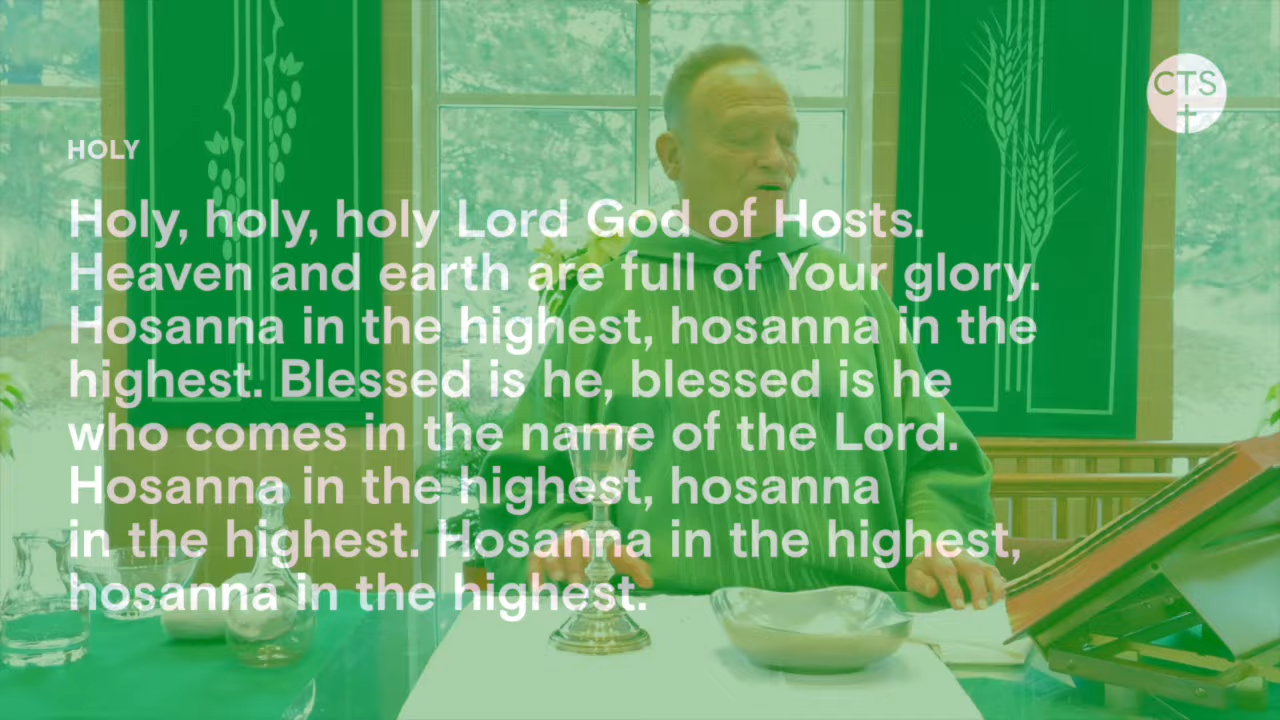 CTS
HOLY
Holy, holy, holy Lord God of Hosts.
Heaven and earth are full of Your glory.
Hosanna in the highest, hosanna in the
highest. Blessed is he, blessed is he
who comes in the name of the Lord.
Hosanna in the highest, hosanna
in the highest. Hosanna in the highest,
hosanna in the highest.